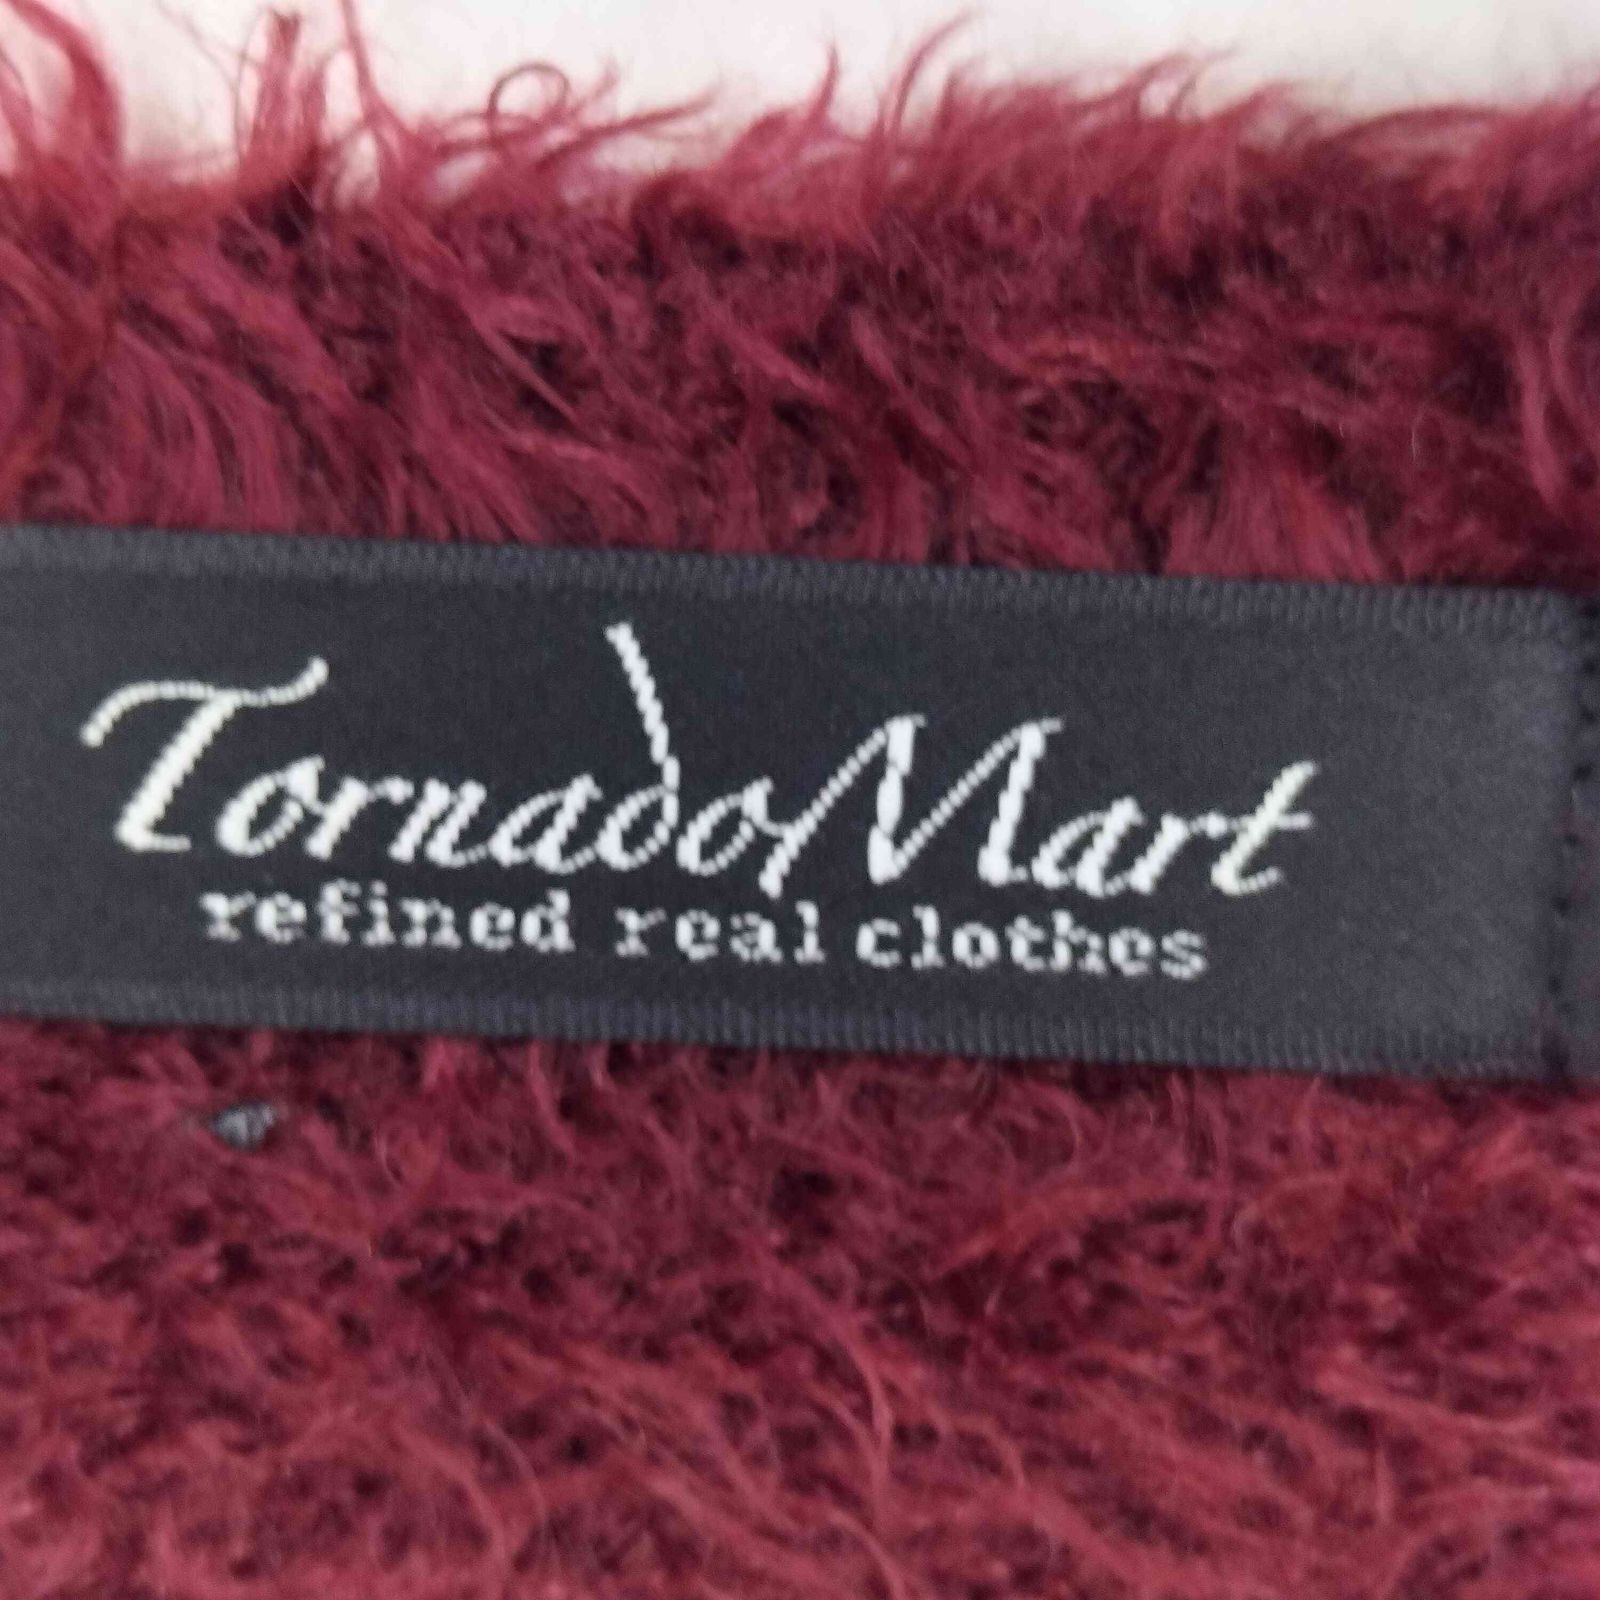 TornadoMart
refined real clothes